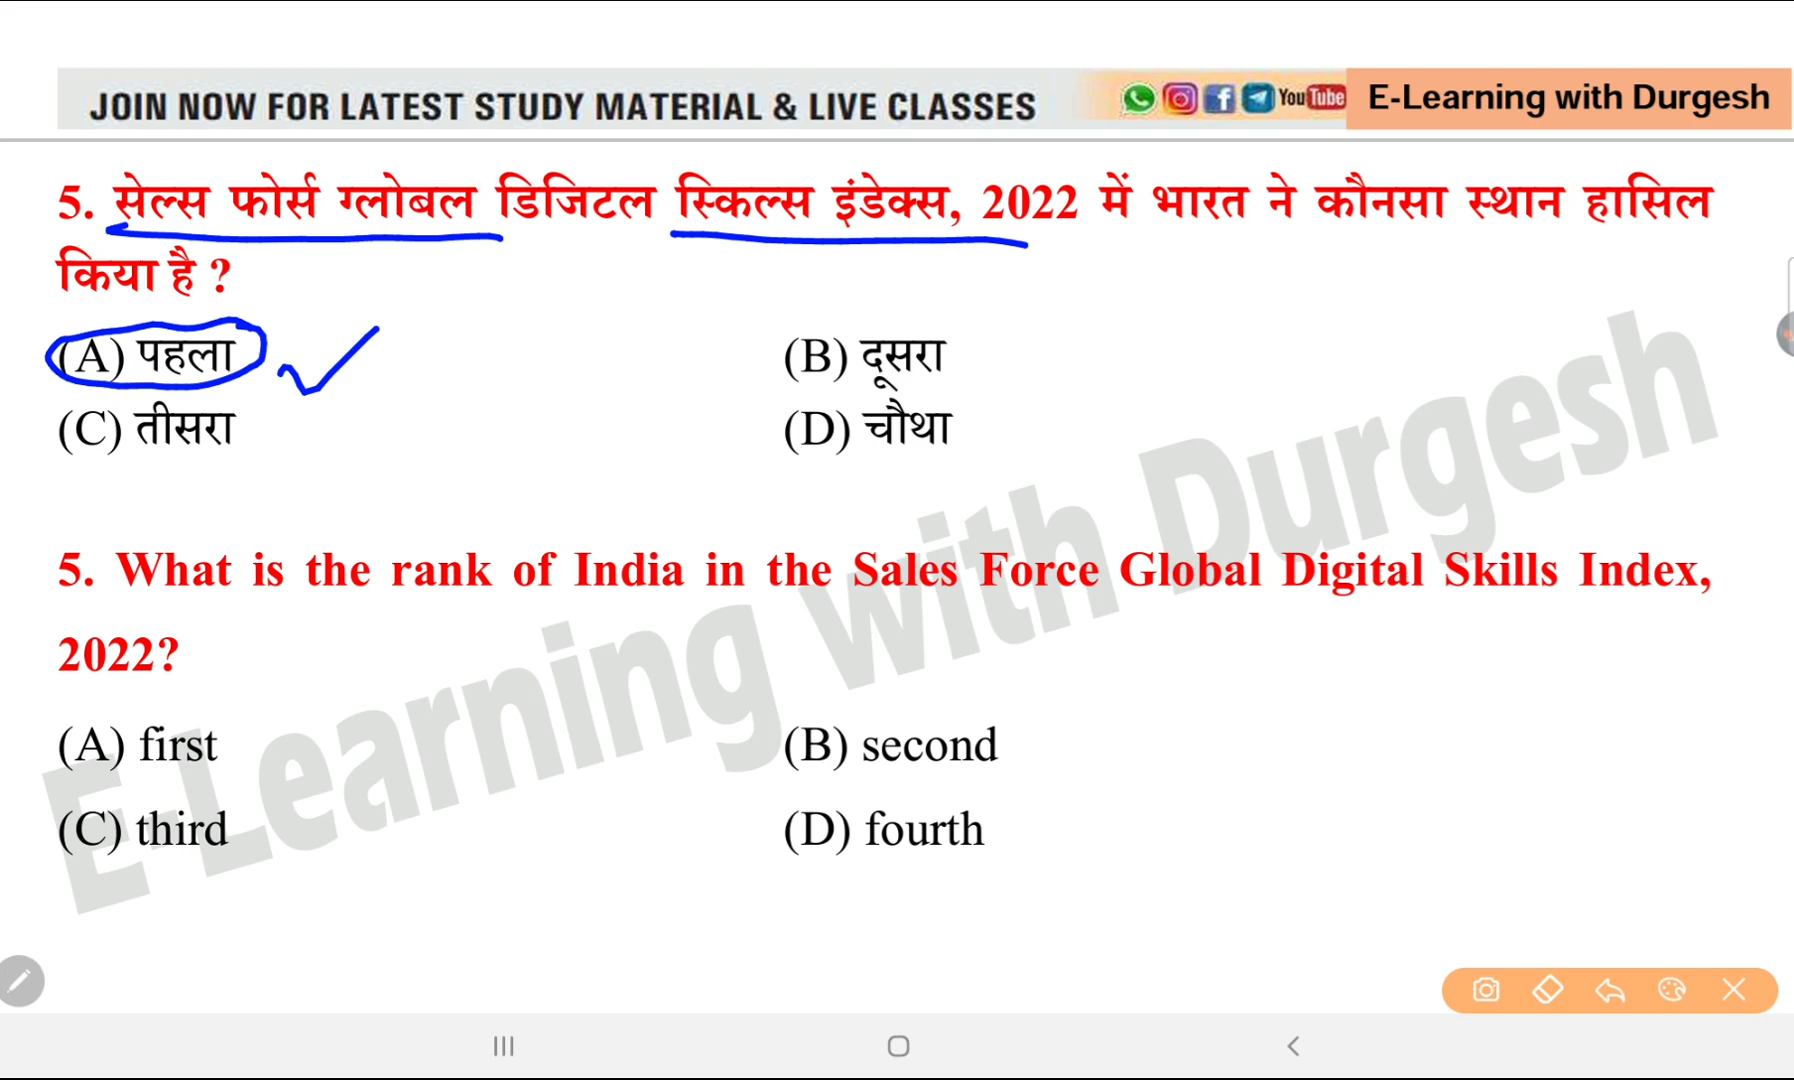 JOIN NOW FOR LATEST STUDY MATERIAL & LIVE CLASSES YouTube E-Learning with Durgesh
5. सेल्स फोर्स ग्लोबल डिजिटल स्किल्स इंडेक्स, 2022 में भारत ने कौनसा स्थान हासिल
किया है ?
(A) पहला (B) दूसरा
(C) तीसरा (D) चौथा
5. What is the rank of India in the Sales Force Global Digital Skills Index,
2022?
(A) first (B) second
(C) third (D) fourth
E-Learning with Durgesh